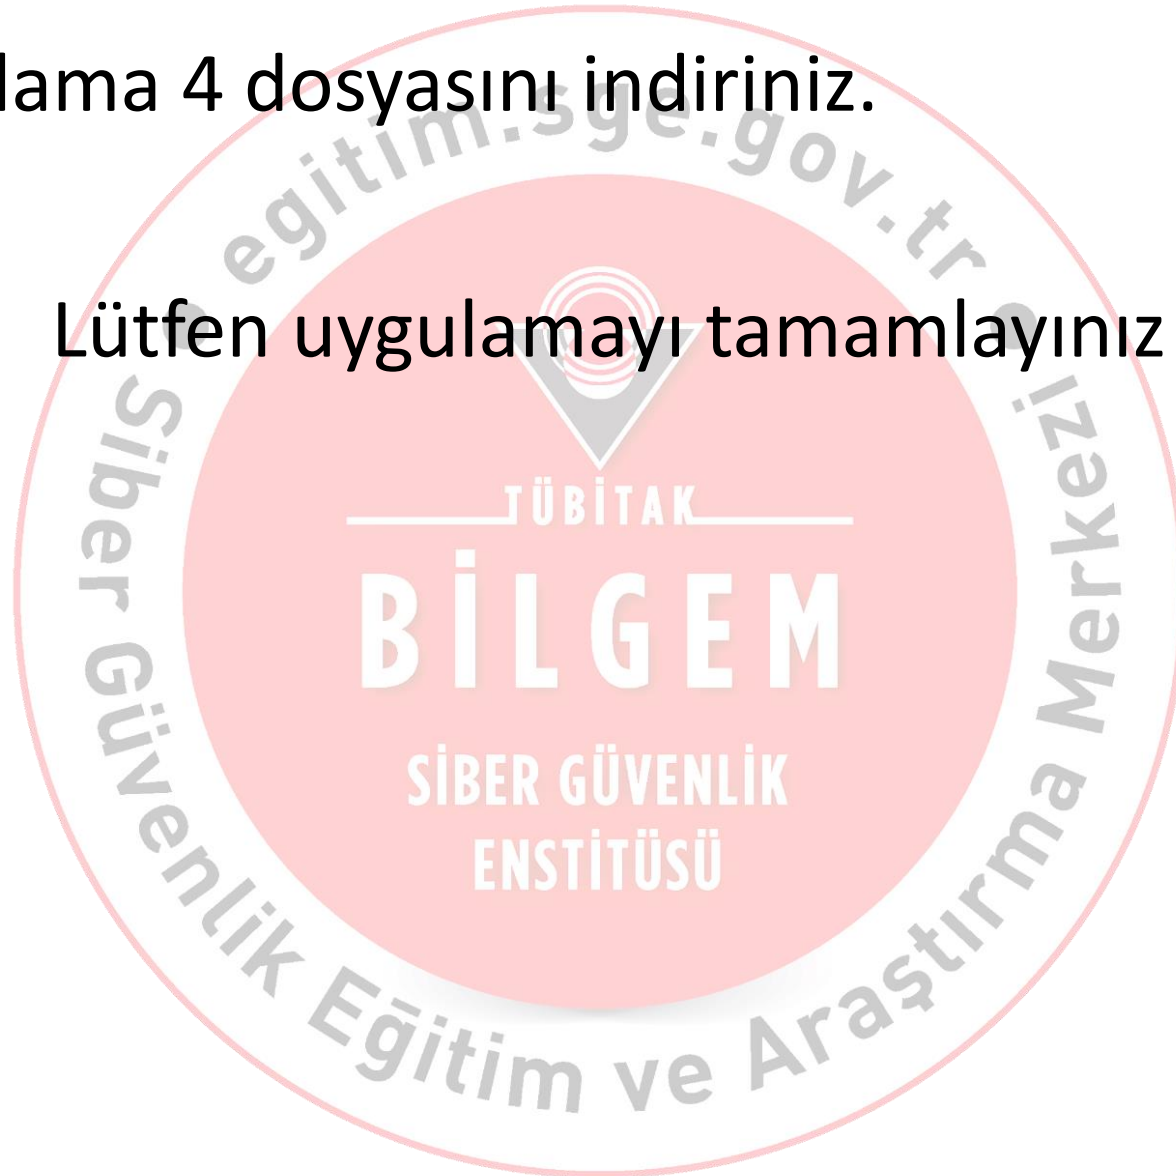 lama 4 dosyasını indiriniz.
Lütfen uygulamayı tamamlayınız
egitim.sge.gov.tr
Siber Güvenlik Eğitim ve Araştırma Merkezi
TÜBİTAK
BİLGEM
SİBER GÜVENLİK
ENSTİTÜSÜ